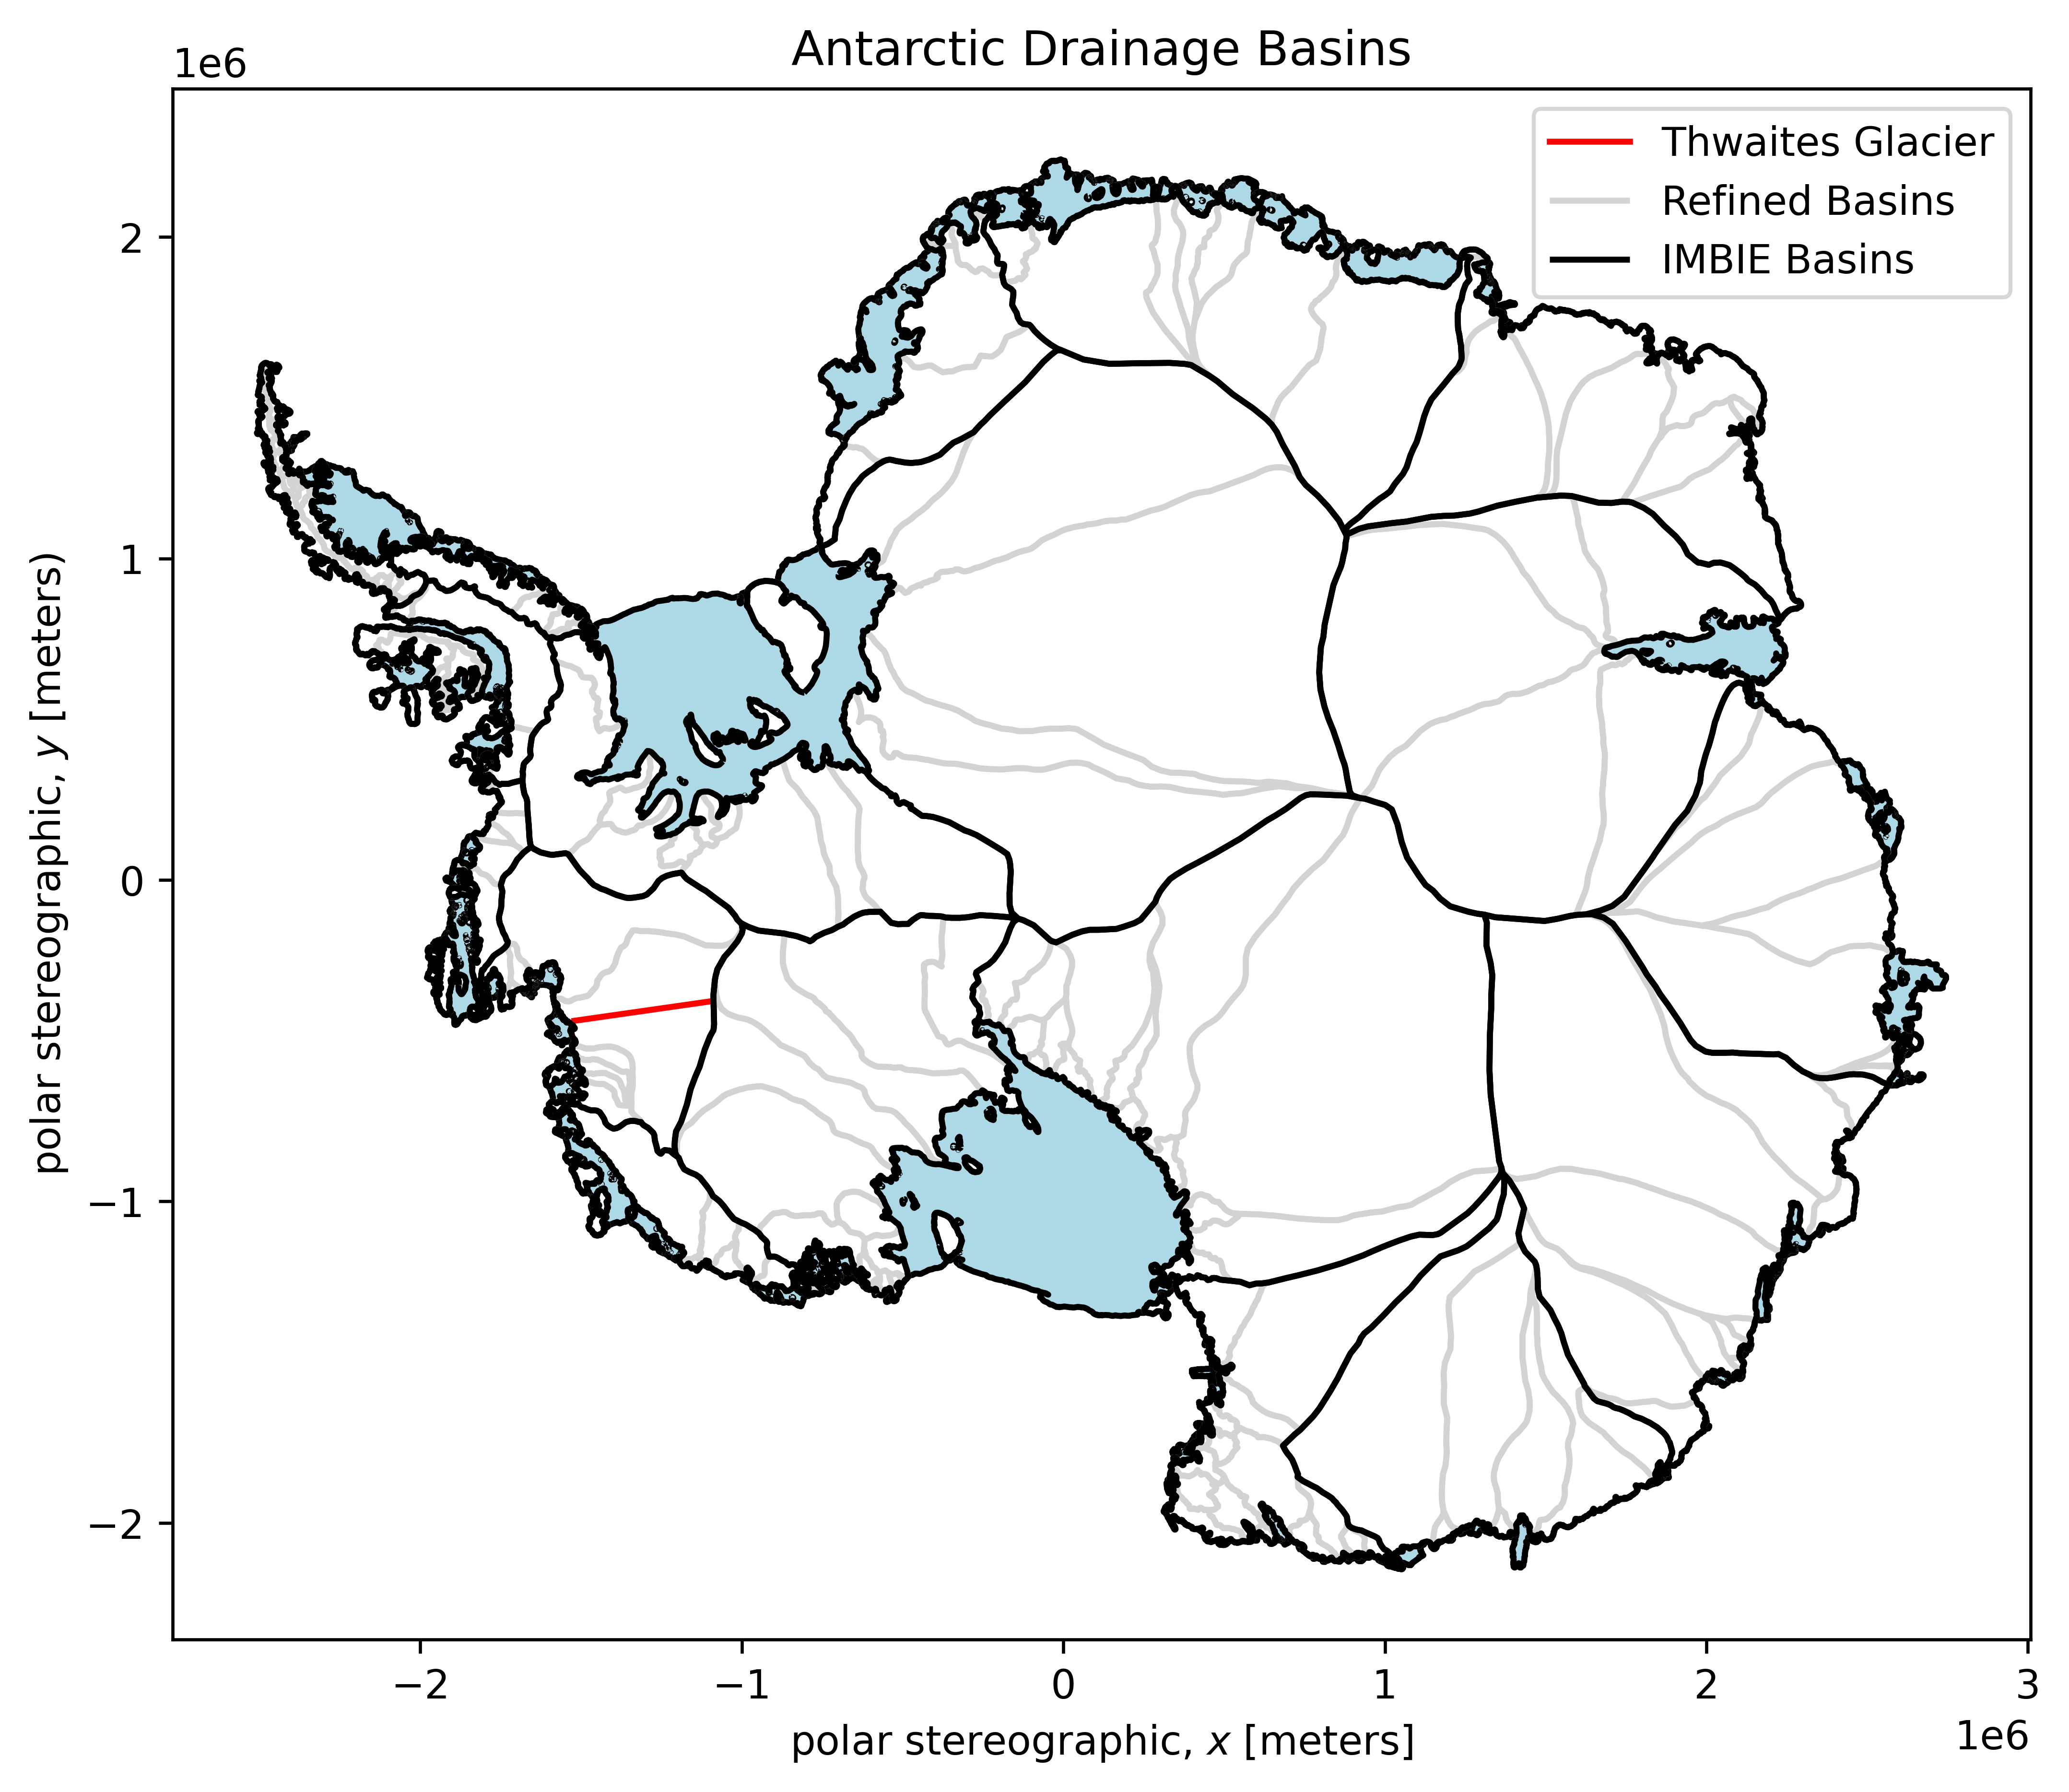 Antarctic Drainage Basins
1e6
Thwaites Glacier
Refined Basins
IMBIE Basins
2
1
0
−1
−2
polar stereographic, y [meters]
−2 −1 0 1 2 3
1e6
polar stereographic, x [meters]